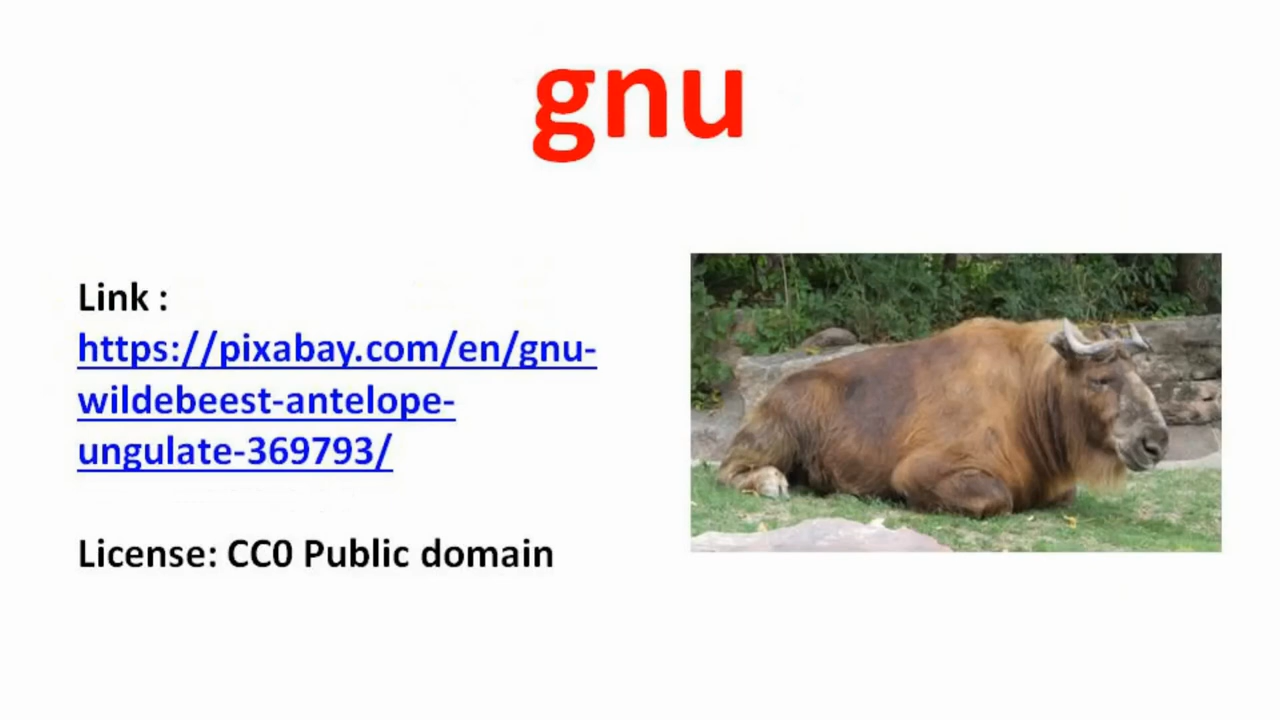 gnu
Link :
https://pixabay.com/en/gnu-
wildebeest-antelope-
ungulate-369793/
License: CC0 Public domain